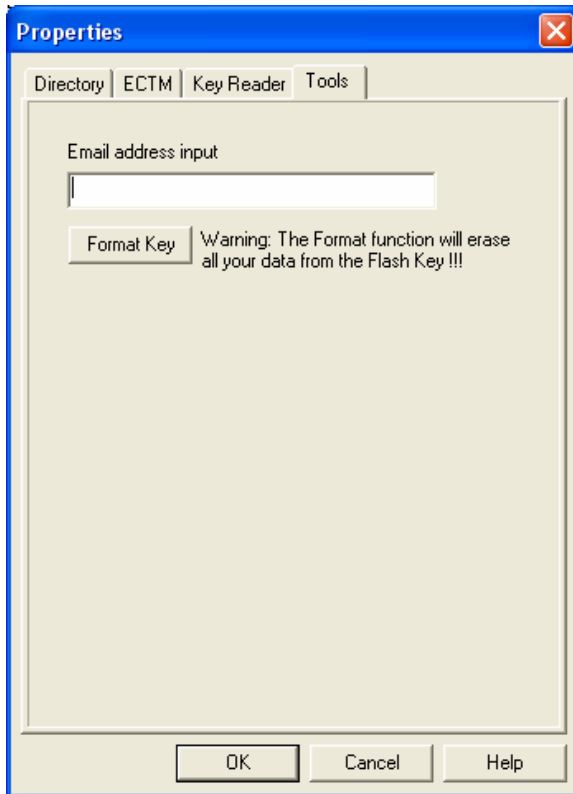 Properties
Directory ECTM Key Reader Tools
Email address input
Format Key Warning: The Format function will erase
all your data from the Flash Key !!!
OK Cancel Help